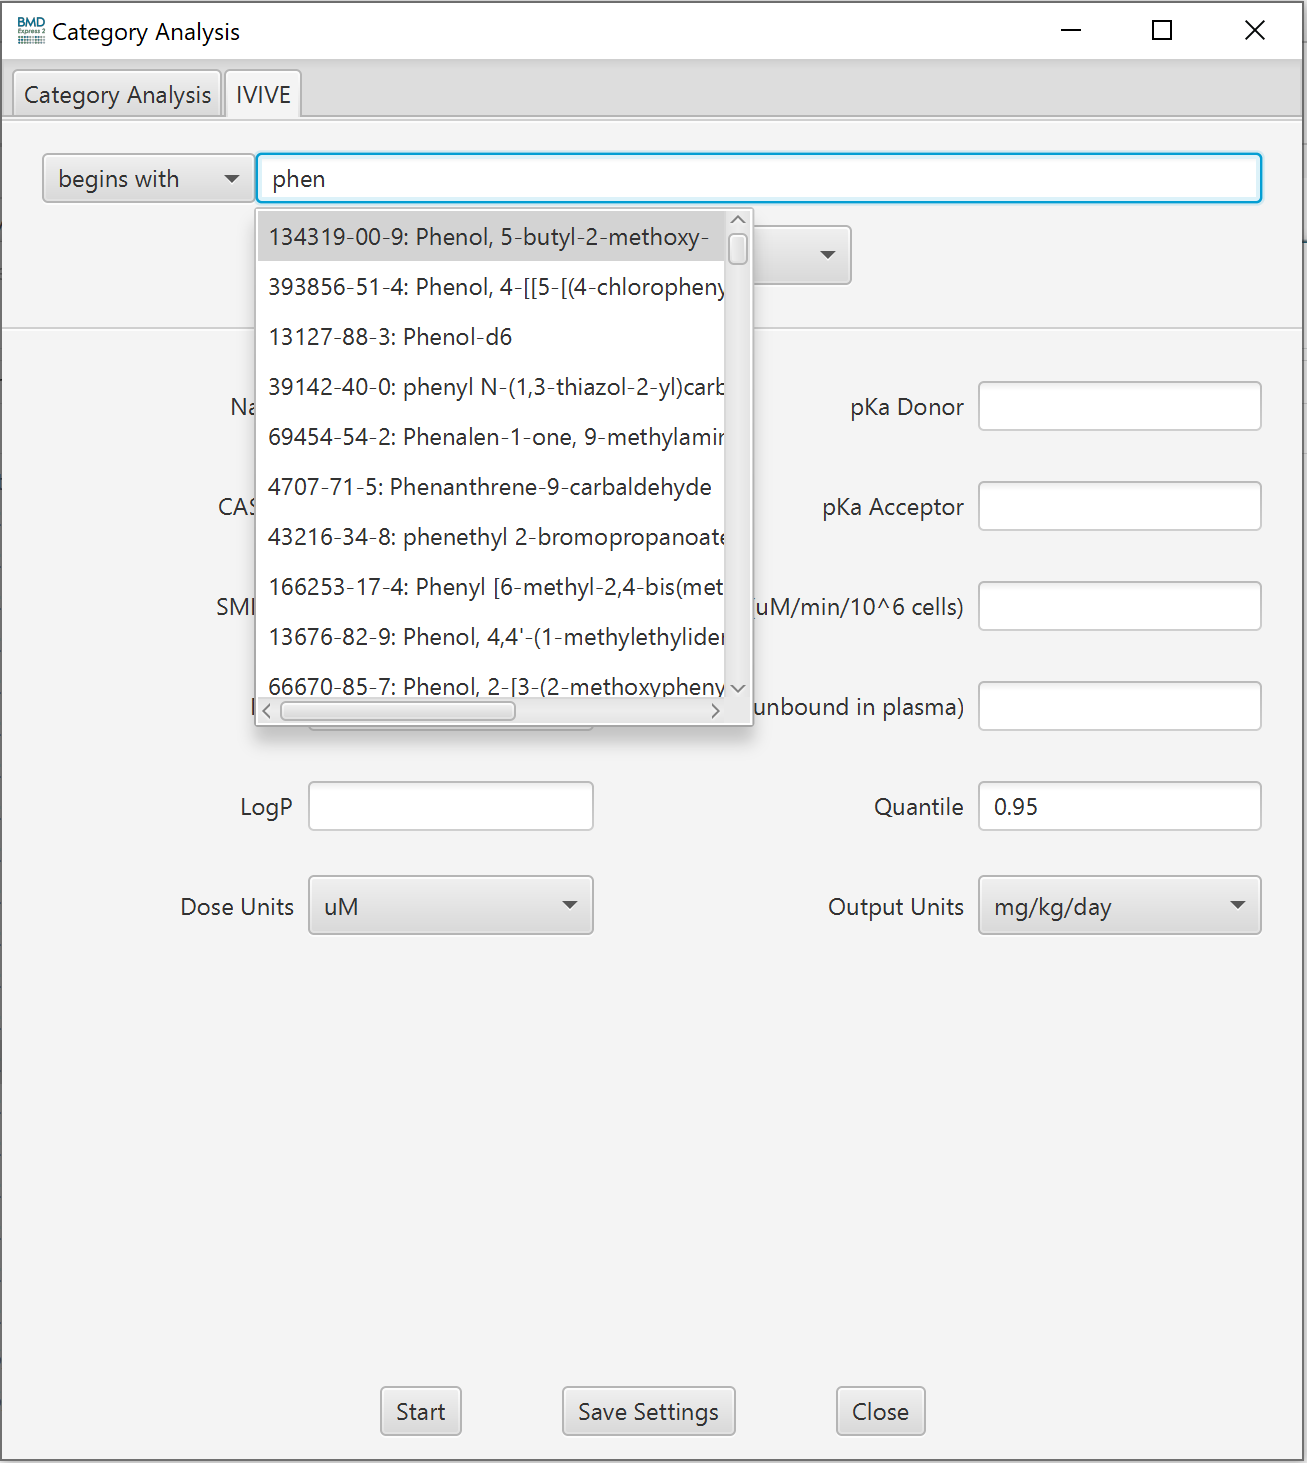 BMD
Express 2
Category Analysis
Category Analysis
IVIVE
begins with
phen
134319-00-9: Phenol, 5-butyl-2-methoxy-
393856-51-4: Phenol, 4-[[5-[(4-chloropheny
13127-88-3: Phenol-d6
39142-40-0: phenyl N-(1,3-thiazol-2-yl)carb
69454-54-2: Phenalen-1-one, 9-methylamin
4707-71-5: Phenanthrene-9-carbaldehyde
43216-34-8: phenethyl 2-bromopropanoate
166253-17-4: Phenyl [6-methyl-2,4-bis(met
13676-82-9: Phenol, 4,4'-(1-methylethyliden
66670-85-7: Phenol, 2-[3-(2-methoxypheny
Na
pKa Donor
CAS
pKa Acceptor
SMI
uM/min/10^6 cells)
unbound in plasma)
LogP
Quantile
0.95
Dose Units
uM
Output Units
mg/kg/day
Start
Save Settings
Close